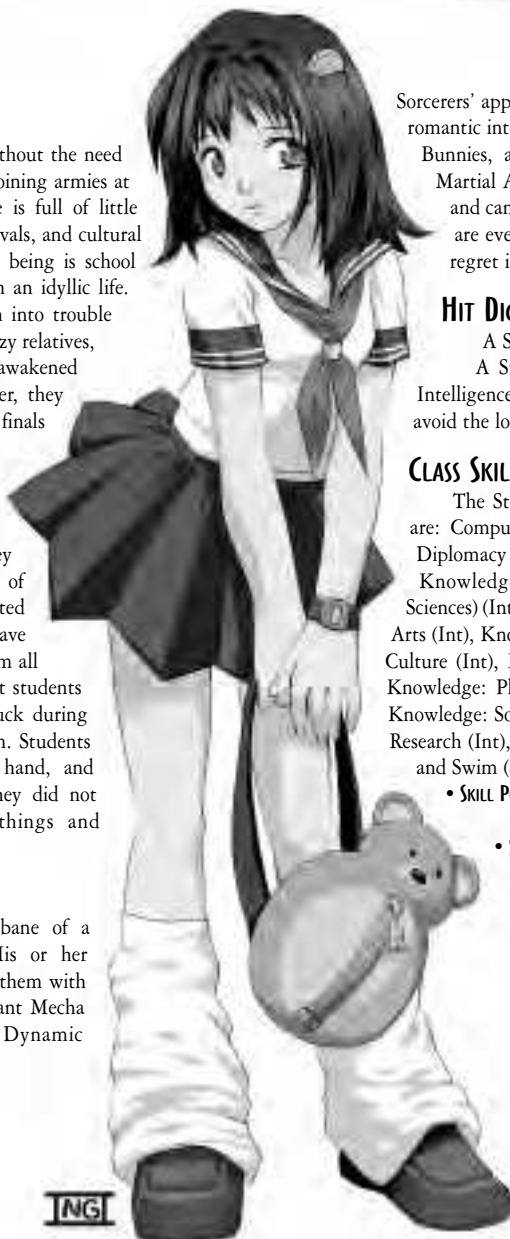 thout the need
oining armies at
e is full of little
vals, and cultural
being is school
n an idyllic life.
n into trouble
zy relatives,
awakened
er, they
finals
ey
of
ted
ave
m all
t students
uck during
n. Students
hand, and
hey did not
things and
bane of a
His or her
them with
ant Mecha
Dynamic
NG
Sorcerers' app
romantic inte
Bunnies, a
Martial A
and can
are eve
regret i
HIT DI
A S
A S
Intelligence
avoid the lo
CLASS SKIL
The St
are: Compu
Diplomacy
Knowledg
Sciences) (Int
Arts (Int), Kno
Culture (Int),
Knowledge: Pl
Knowledge: So
Research (Int),
and Swim (
• SKILL P
•